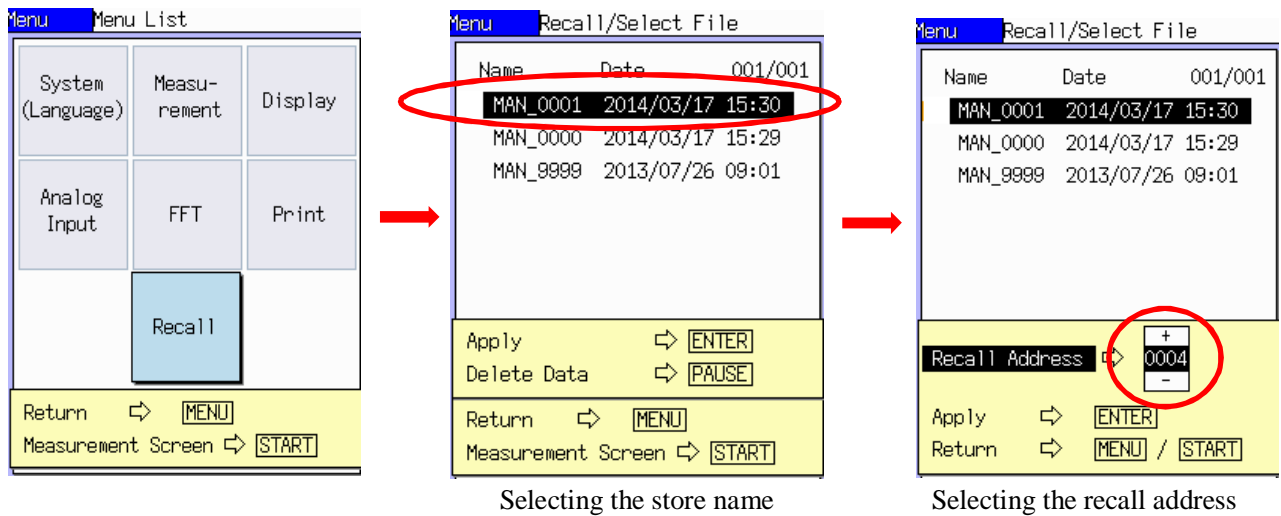 Menu Menu List
System
(Language)
Measu-
rement
Display
Analog
Input
FFT
Print
Recall
Return ⇨ MENU
Measurement Screen ⇨ START
Menu Recall/Select File
Name Date 001/001
MAN_0001 2014/03/17 15:30
MAN_0000 2014/03/17 15:29
MAN_9999 2013/07/26 09:01
Apply ⇨ ENTER
Delete Data ⇨ PAUSE
Return ⇨ MENU
Measurement Screen ⇨ START
Selecting the store name
Menu Recall/Select File
Name Date 001/001
MAN_0001 2014/03/17 15:30
MAN_0000 2014/03/17 15:29
MAN_9999 2013/07/26 09:01
+
Recall Address ⇨ 0004
-
Apply ⇨ ENTER
Return ⇨ MENU / START
Selecting the recall address